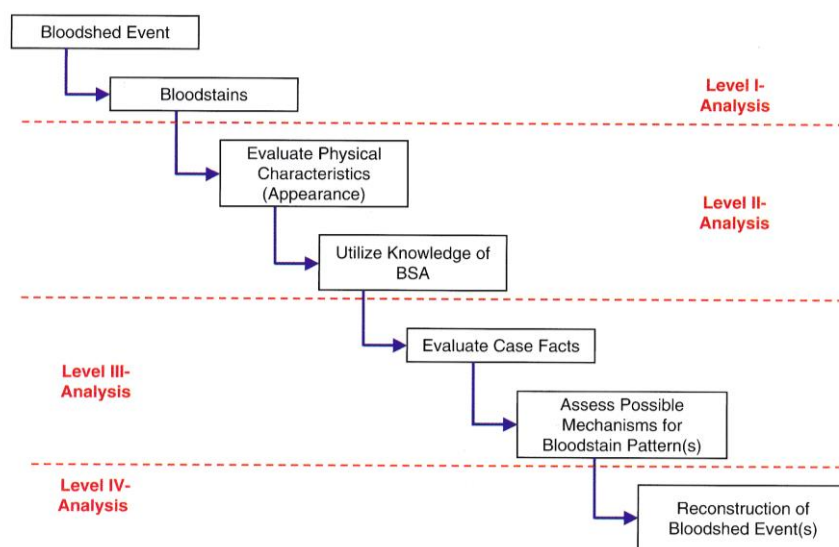 Bloodshed Event
Bloodstains
Level I-
Analysis
Evaluate Physical
Characteristics
(Appearance)
Level II-
Analysis
Utilize Knowledge of
BSA
Evaluate Case Facts
Level III-
Analysis
Assess Possible
Mechanisms for
Bloodstain Pattern(s)
Level IV-
Analysis
Reconstruction of
Bloodshed Event(s)